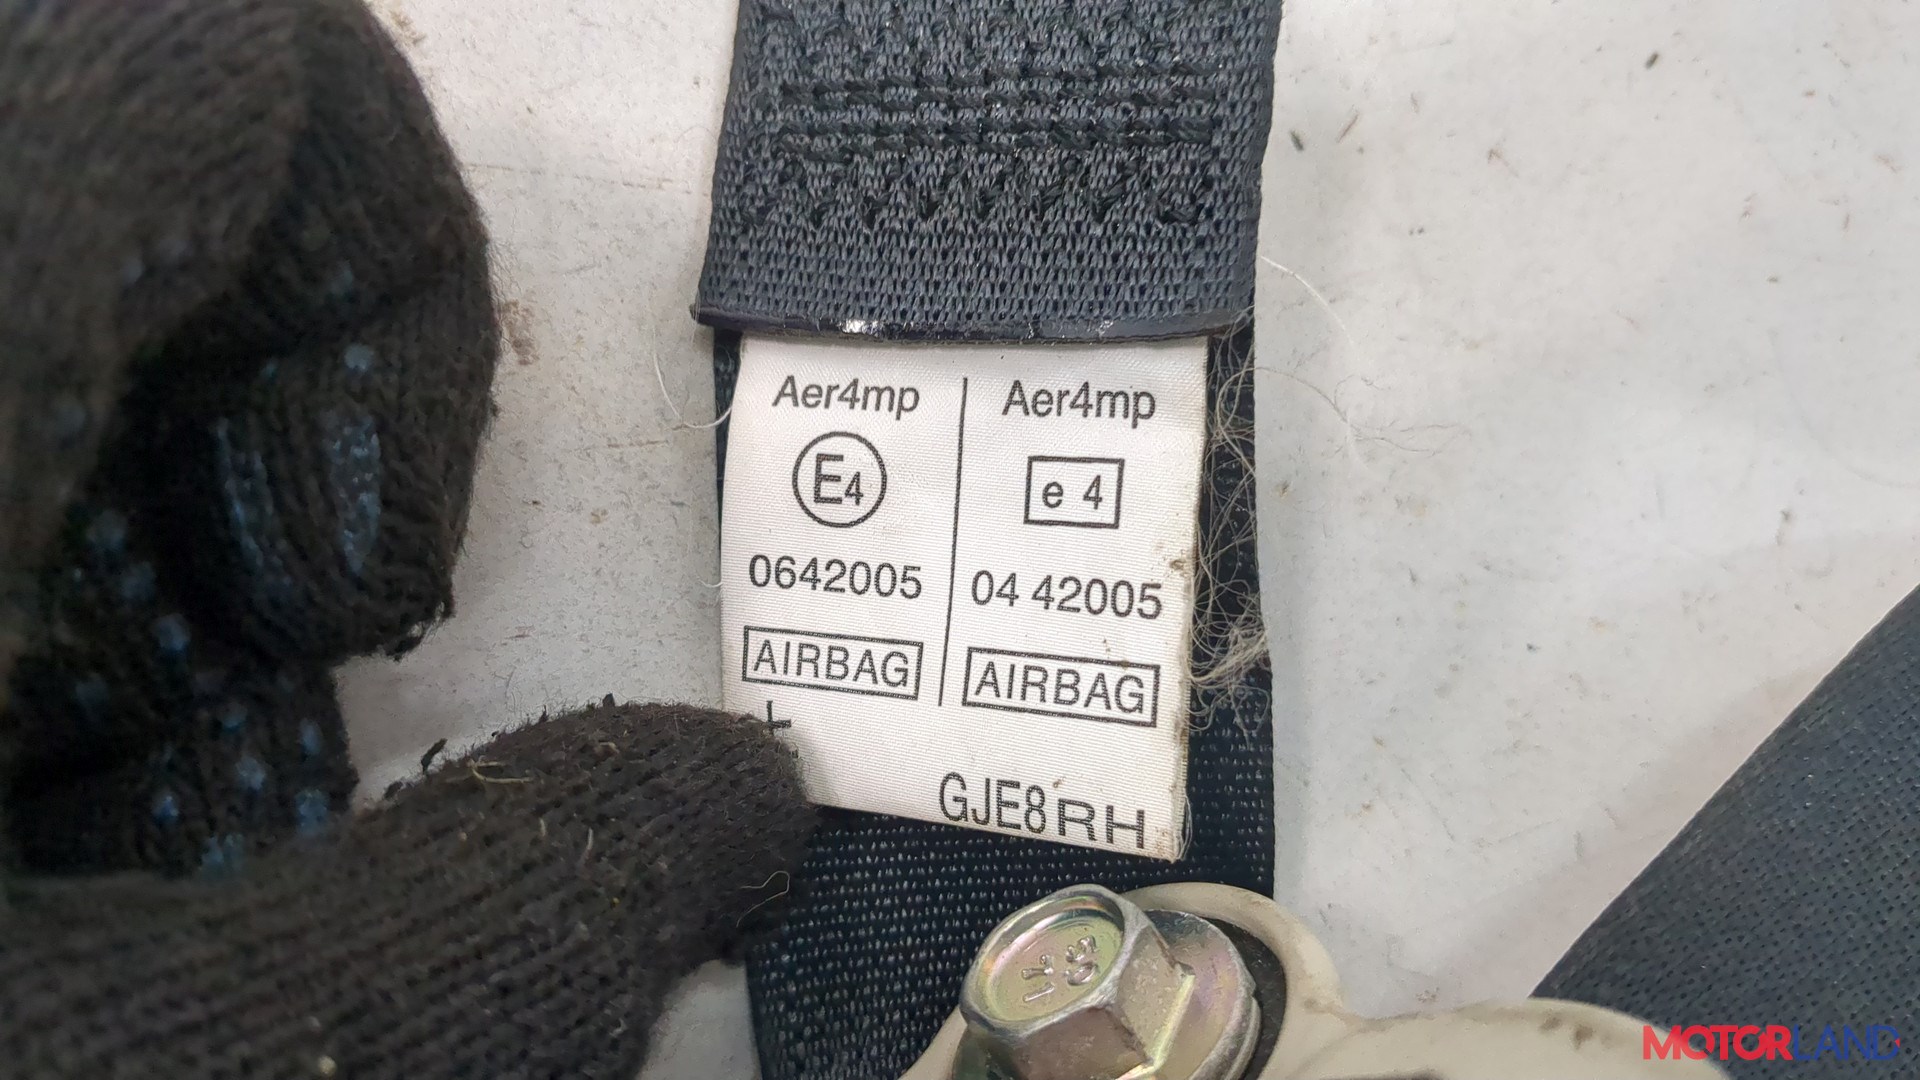 Aer4mp
E4
0642005
AIRBAG
Aer4mp
e 4
04 42005
AIRBAG
GJE8RH
MOTORLAND